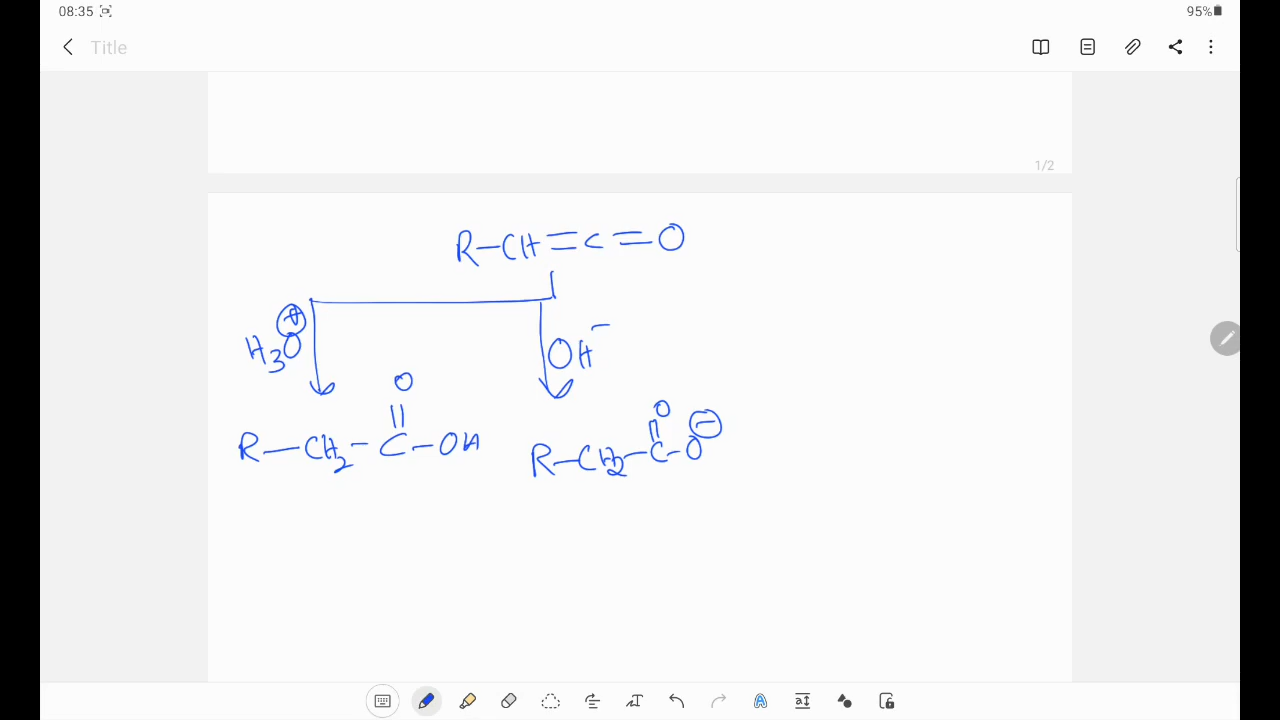 08:35
95%
Title
1/2
R-CH=C=O
H3O⊕
OH⁻
O
O
R-CH2-C-OH
R-CH2-C-O⊖